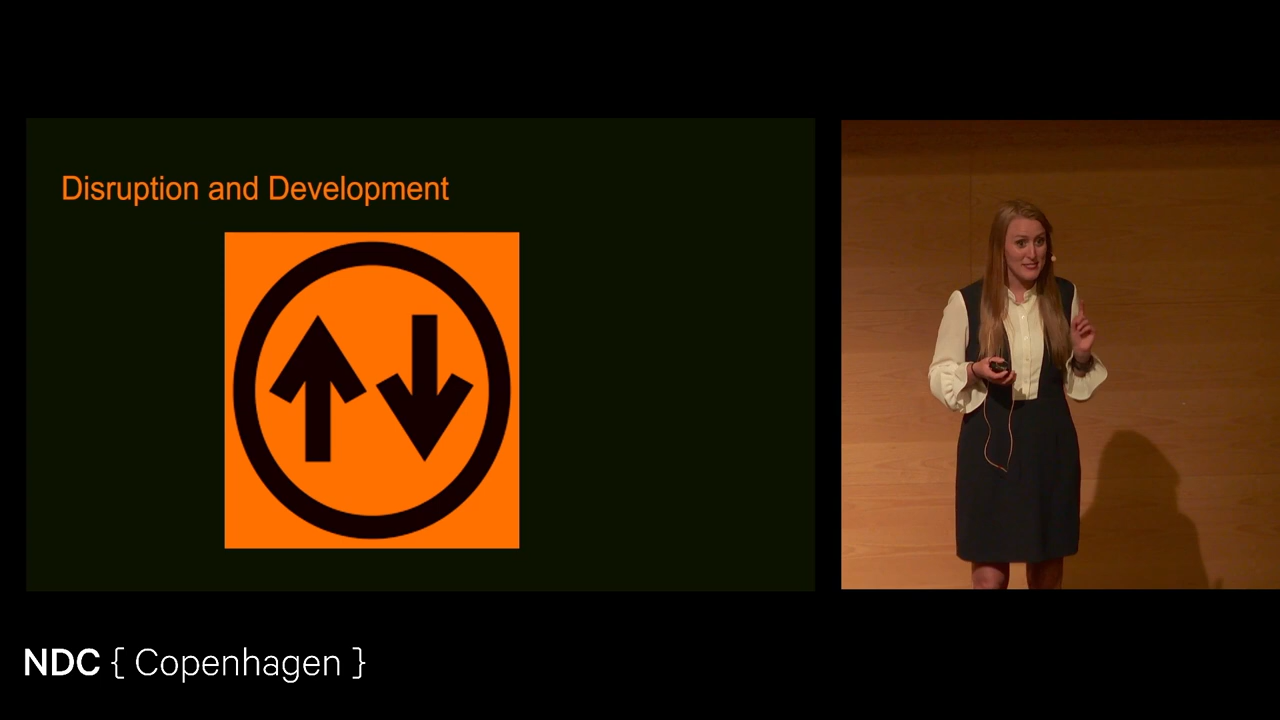 Disruption and Development
NDC { Copenhagen }